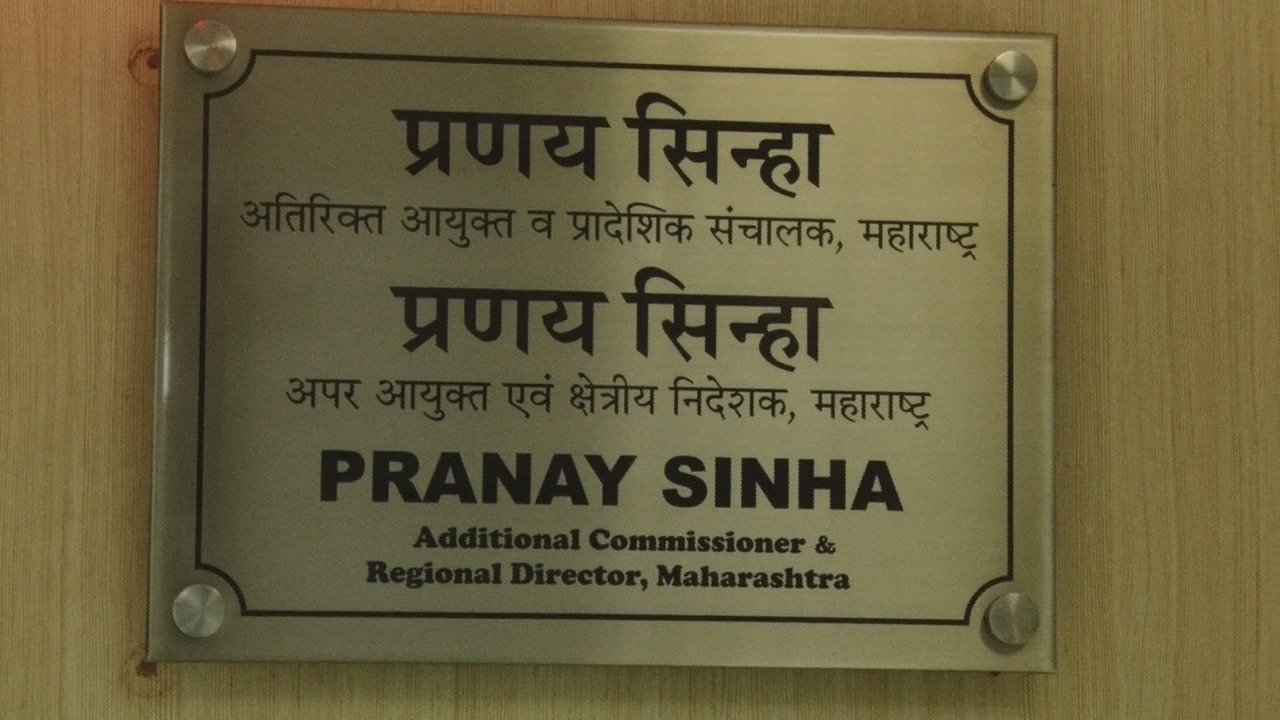 प्रणय सिन्हा
अतिरिक्त आयुक्त व प्रादेशिक संचालक, महाराष्ट्र
प्रणय सिन्हा
अपर आयुक्त एवं क्षेत्रीय निदेशक, महाराष्ट्र
PRANAY SINHA
Additional Commissioner &
Regional Director, Maharashtra